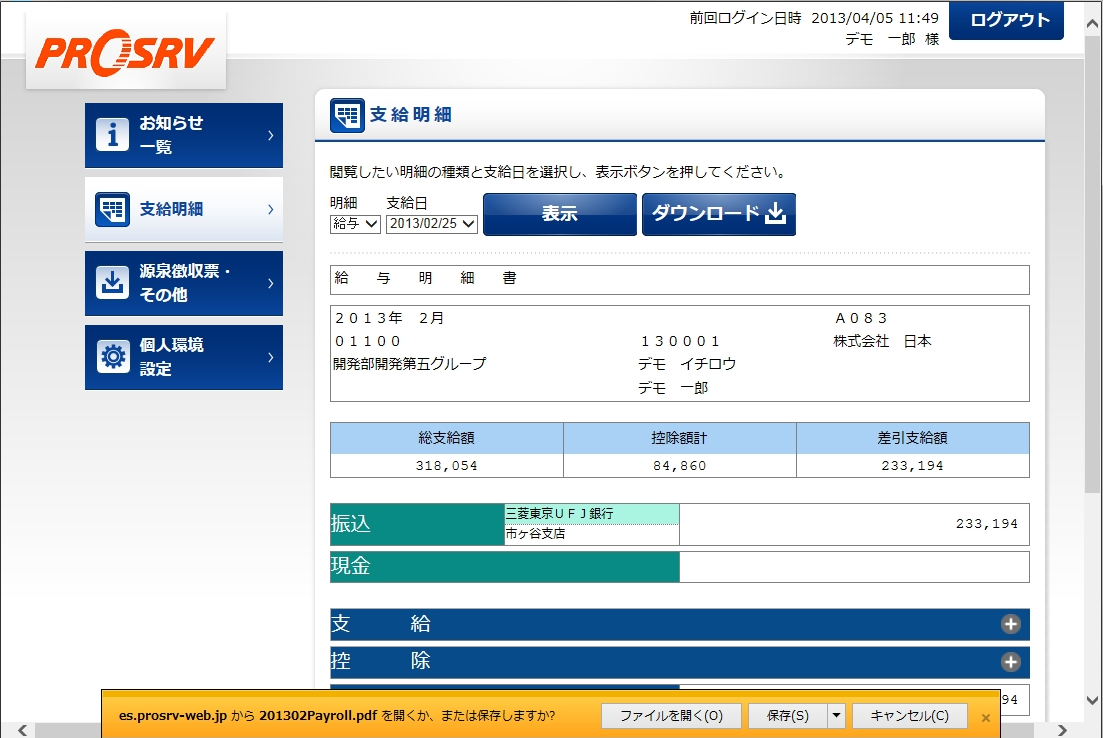 PROSRV
前回ログイン日時 2013/04/05 11:49
デモ 一郎 様
ログアウト
お知らせ
一覧
支給明細
源泉徴収票・
その他
個人環境
設定
支給明細
閲覧したい明細の種類と支給日を選択し、表示ボタンを押してください。
明細 支給日
給与 2013/02/25 表示 ダウンロード
給 与 明 細 書
2013年 2月 A083
01100 130001 株式会社 日本
開発部開発第五グループ デモ イチロウ
デモ 一郎
総支給額 控除額計 差引支給額
318,054 84,860 233,194
振込 三菱東京UFJ銀行 233,194
市ヶ谷支店
現金
支 給
控 除
94
es.prosrv-web.jp から 201302Payroll.pdf を開くか、または保存しますか?
ファイルを開く(O) 保存(S) キャンセル(C) ×